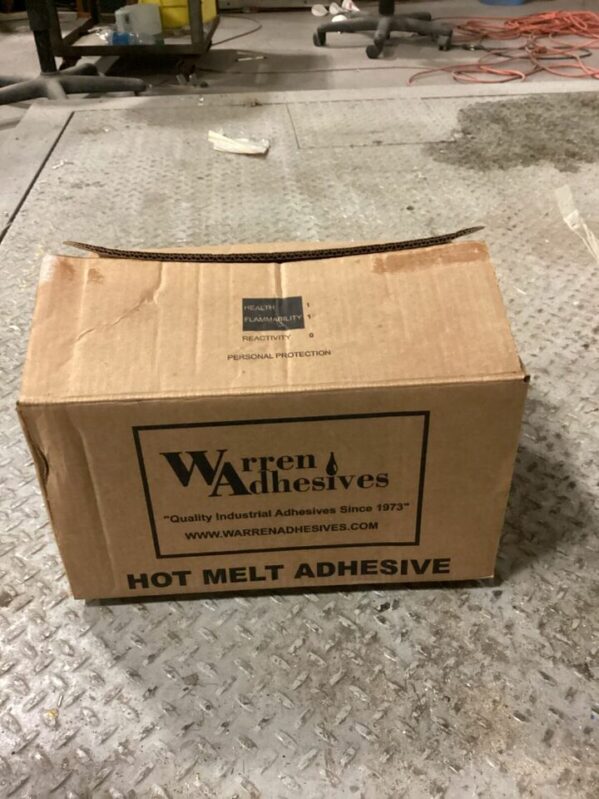 HEALTH 1
FLAMMABILITY 1
REACTIVITY 0
PERSONAL PROTECTION
Warren
Adhesives
"Quality Industrial Adhesives Since 1973"
WWW.WARRENADHESIVES.COM
HOT MELT ADHESIVE